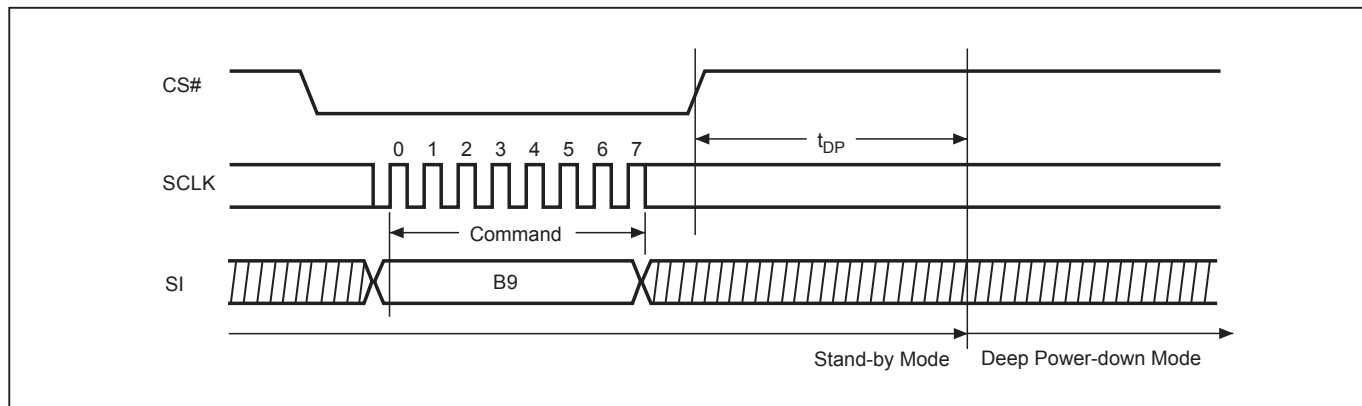 CS#
tDP
0 1 2 3 4 5 6 7
SCLK
Command
SI
B9
Stand-by Mode
Deep Power-down Mode